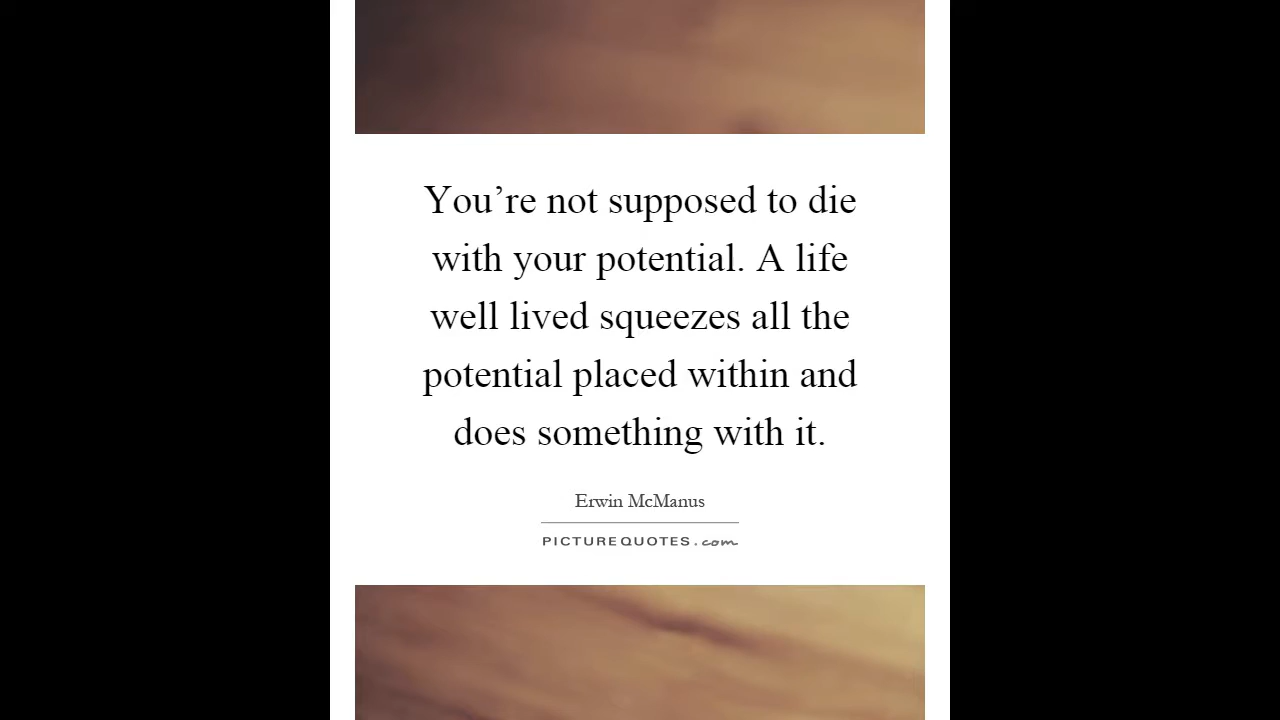 You’re not supposed to die
with your potential. A life
well lived squeezes all the
potential placed within and
does something with it.
Erwin McManus
PICTUREQUOTES.com